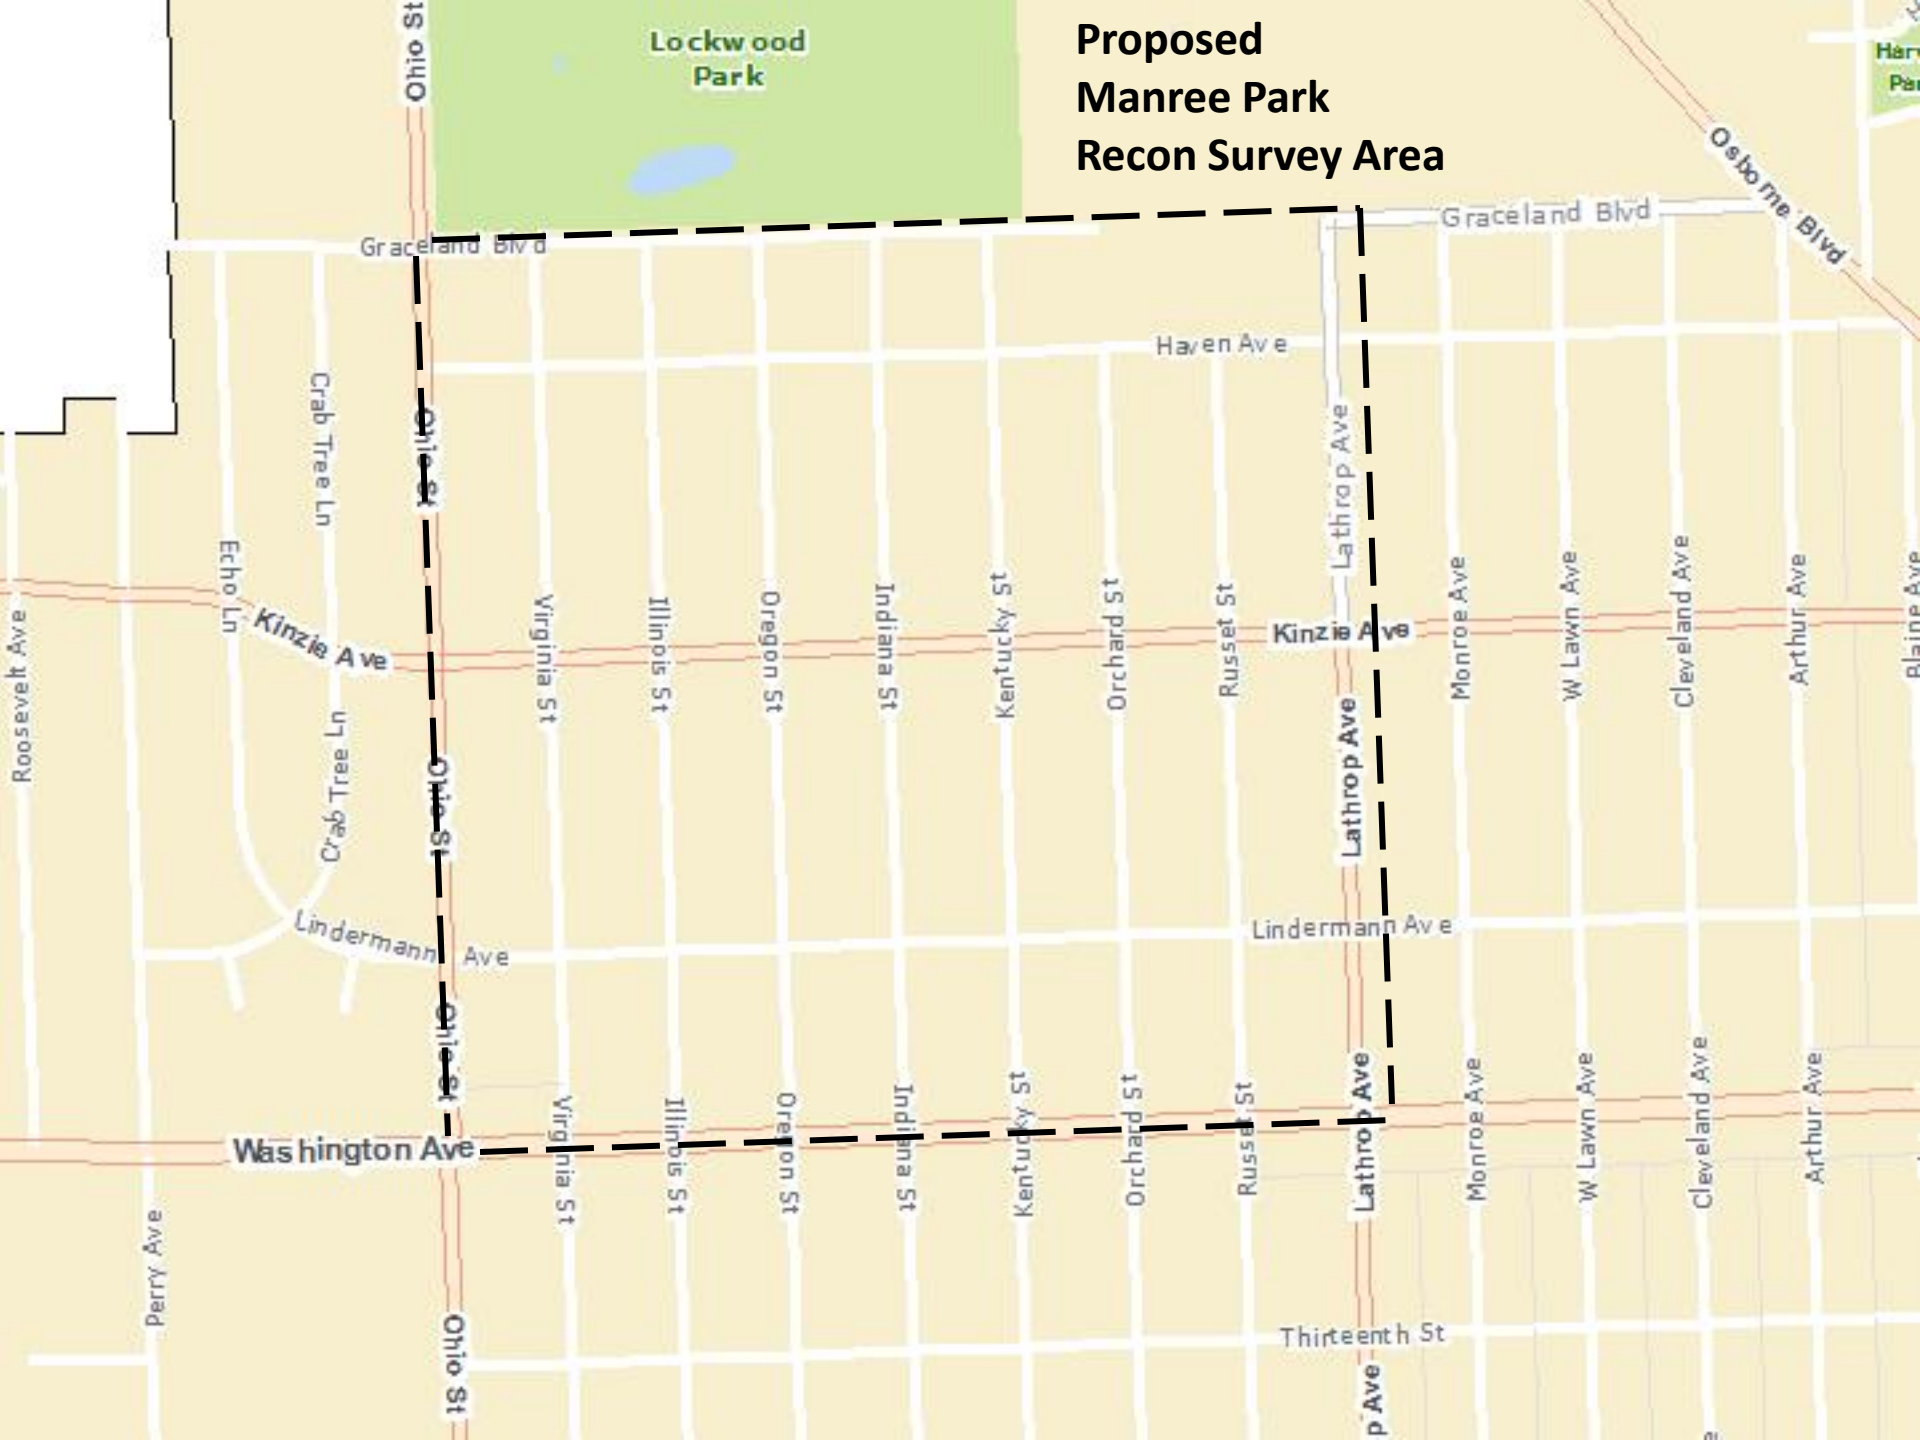 Proposed
Manree Park
Recon Survey Area
Lockwood
Park
Ohio St
Osborne Blvd
Graceland Blvd
Graceland Blvd
Haven Ave
Crab Tree Ln
Ohio St
Lathrop Ave
Echo Ln
Kinzie Ave
Kinzie Ave
Roosevelt Ave
Virginia St
Illinois St
Oregon St
Indiana St
Kentucky St
Orchard St
Russet St
Monroe Ave
W Lawn Ave
Cleveland Ave
Arthur Ave
Blaine Ave
Crab Tree Ln
Ohio St
Lathrop Ave
Lindermann Ave
Lindermann Ave
Ohio St
Washington Ave
Virginia St
Illinois St
Oregon St
Indiana St
Kentucky St
Orchard St
Russet St
Lathrop Ave
Monroe Ave
W Lawn Ave
Cleveland Ave
Arthur Ave
Perry Ave
Ohio St
Thirteenth St
p Ave